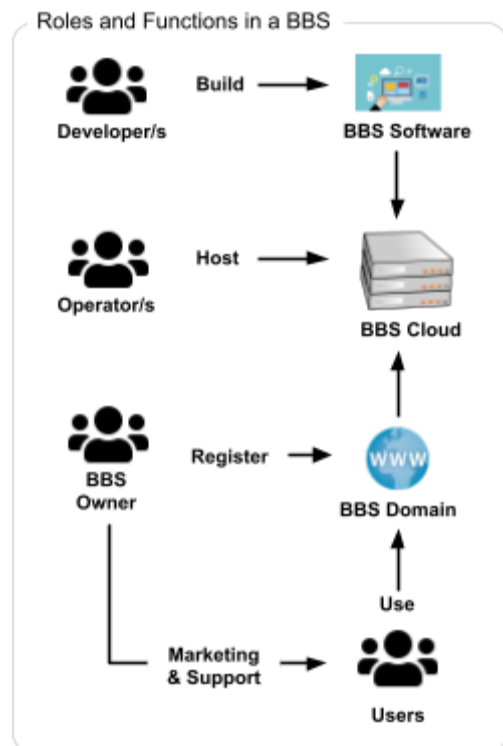 Roles and Functions in a BBS
Build
Developer/s
BBS Software
Host
Operator/s
BBS Cloud
Register
WWW
BBS
Owner
BBS Domain
Use
Marketing
& Support
Users